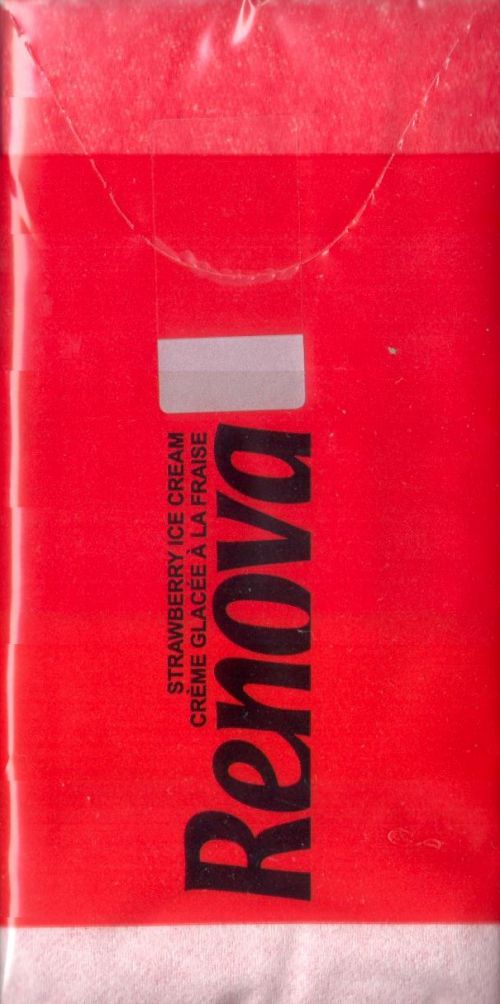 STRAWBERRY ICE CREAM
CRÈME GLACÉE À LA FRAISE
Renova